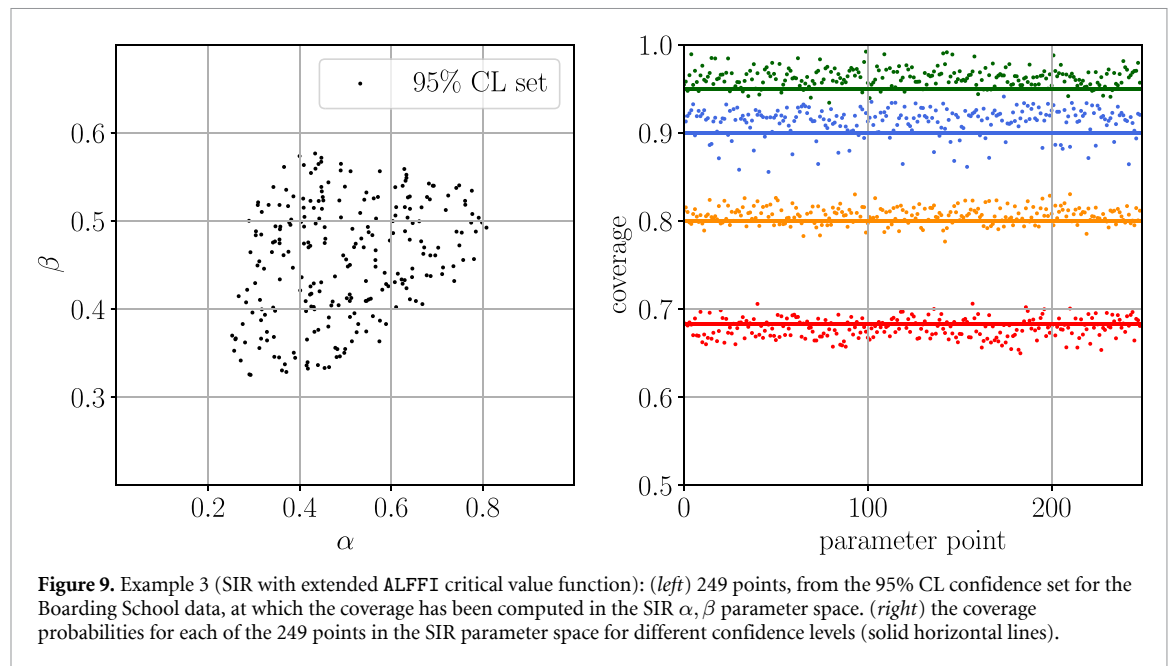 95% CL set
0.6
0.5
0.4
0.3
β
0.2
0.4
0.6
0.8
α
1.0
0.9
0.8
0.7
0.6
0.5
coverage
0
100
200
parameter point
Figure 9. Example 3 (SIR with extended ALFFI critical value function): (left) 249 points, from the 95% CL confidence set for the
Boarding School data, at which the coverage has been computed in the SIR α, β parameter space. (right) the coverage
probabilities for each of the 249 points in the SIR parameter space for different confidence levels (solid horizontal lines).